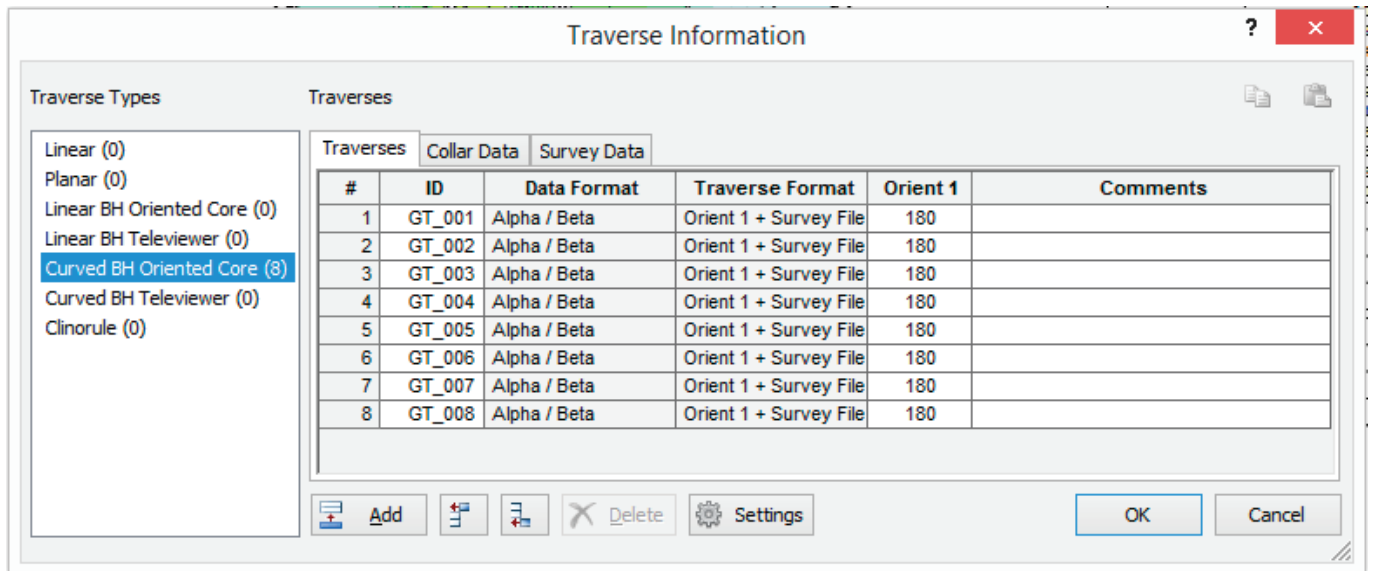 Traverse Information
?
Traverse Types
Traverses
Linear (0)
Planar (0)
Linear BH Oriented Core (0)
Linear BH Televiewer (0)
Curved BH Oriented Core (8)
Curved BH Televiewer (0)
Clinorule (0)
Traverses Collar Data Survey Data
# ID Data Format Traverse Format Orient 1 Comments
1 GT_001 Alpha / Beta Orient 1 + Survey File 180
2 GT_002 Alpha / Beta Orient 1 + Survey File 180
3 GT_003 Alpha / Beta Orient 1 + Survey File 180
4 GT_004 Alpha / Beta Orient 1 + Survey File 180
5 GT_005 Alpha / Beta Orient 1 + Survey File 180
6 GT_006 Alpha / Beta Orient 1 + Survey File 180
7 GT_007 Alpha / Beta Orient 1 + Survey File 180
8 GT_008 Alpha / Beta Orient 1 + Survey File 180
Add Delete Settings OK Cancel